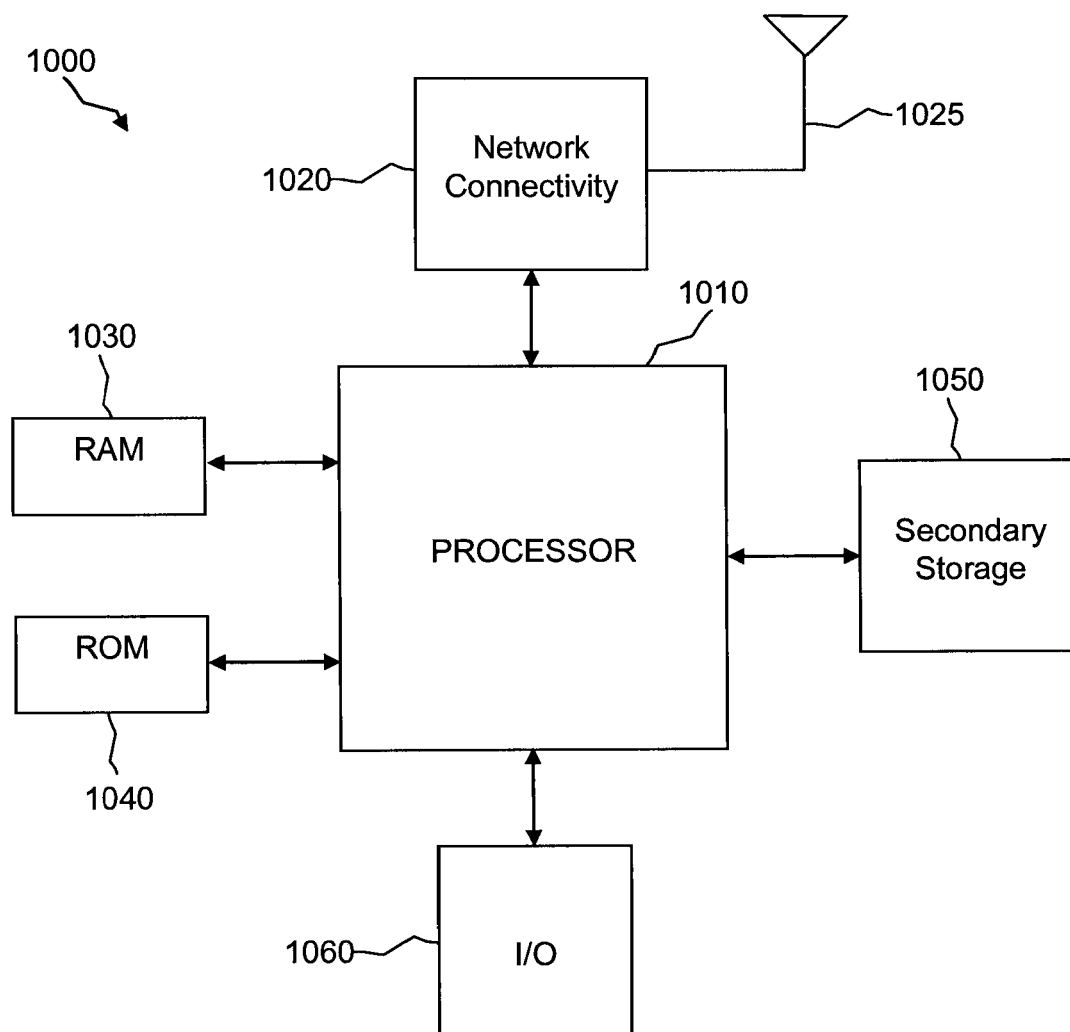 1000
1025
Network
Connectivity
1020
1010
1030
1050
RAM
Secondary
Storage
PROCESSOR
ROM
1040
1060
I/O